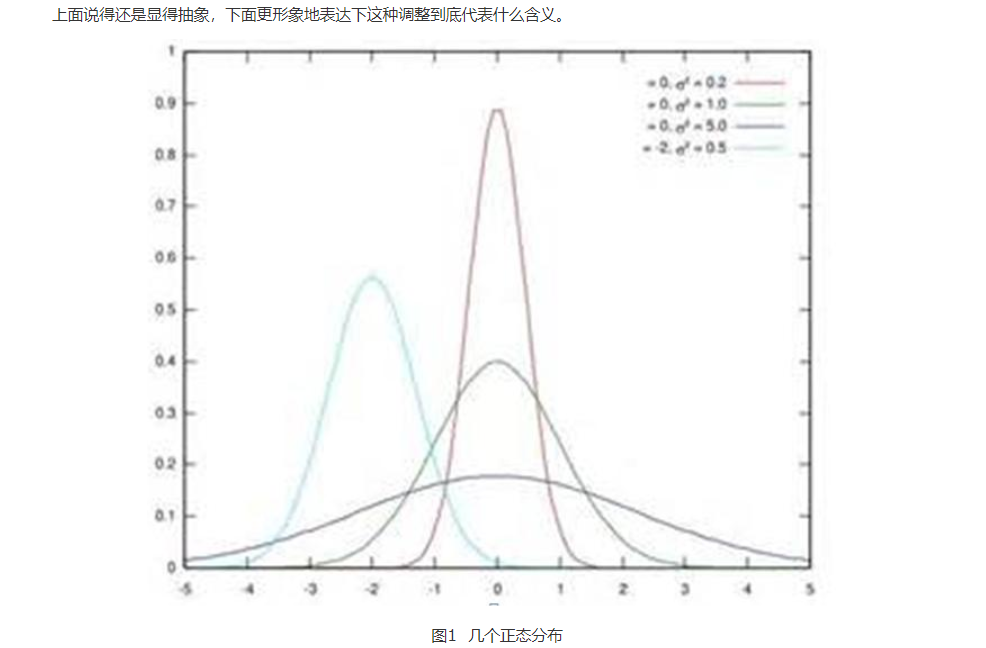 上面说得还是显得抽象，下面更形象地表达下这种调整到底代表什么含义。
1
= 0, σ² = 0.2
0.9
= 0, σ² = 1.0
= 0, σ² = 5.0
0.8
= -2, σ² = 0.5
0.7
0.6
0.5
0.4
0.3
0.2
0.1
0
-5 -4 -3 -2 -1 0 1 2 3 4 5
图1 几个正态分布